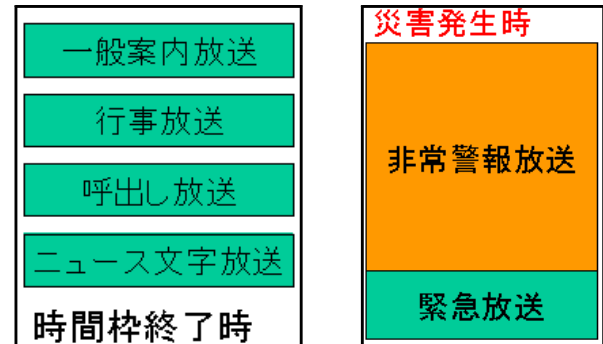 一般案内放送
行事放送
呼出し放送
ニュース文字放送
時間枠終了時
災害発生時
非常警報放送
緊急放送